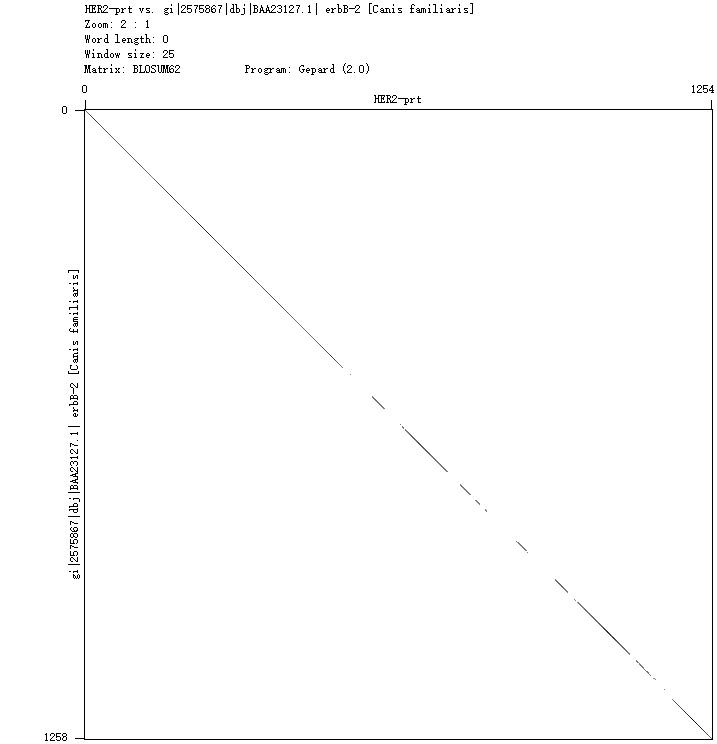 HER2-prt vs. gi|2575867|dbj|BAA23127.1| erbB-2 [Canis familiaris]
Zoom: 2 : 1
Word length: 0
Window size: 25
Matrix: BLOSUM62 Program: Gepard (2.0)
0 1254
HER2-prt
0
gi|2575867|dbj|BAA23127.1| erbB-2 [Canis familiaris]
1258